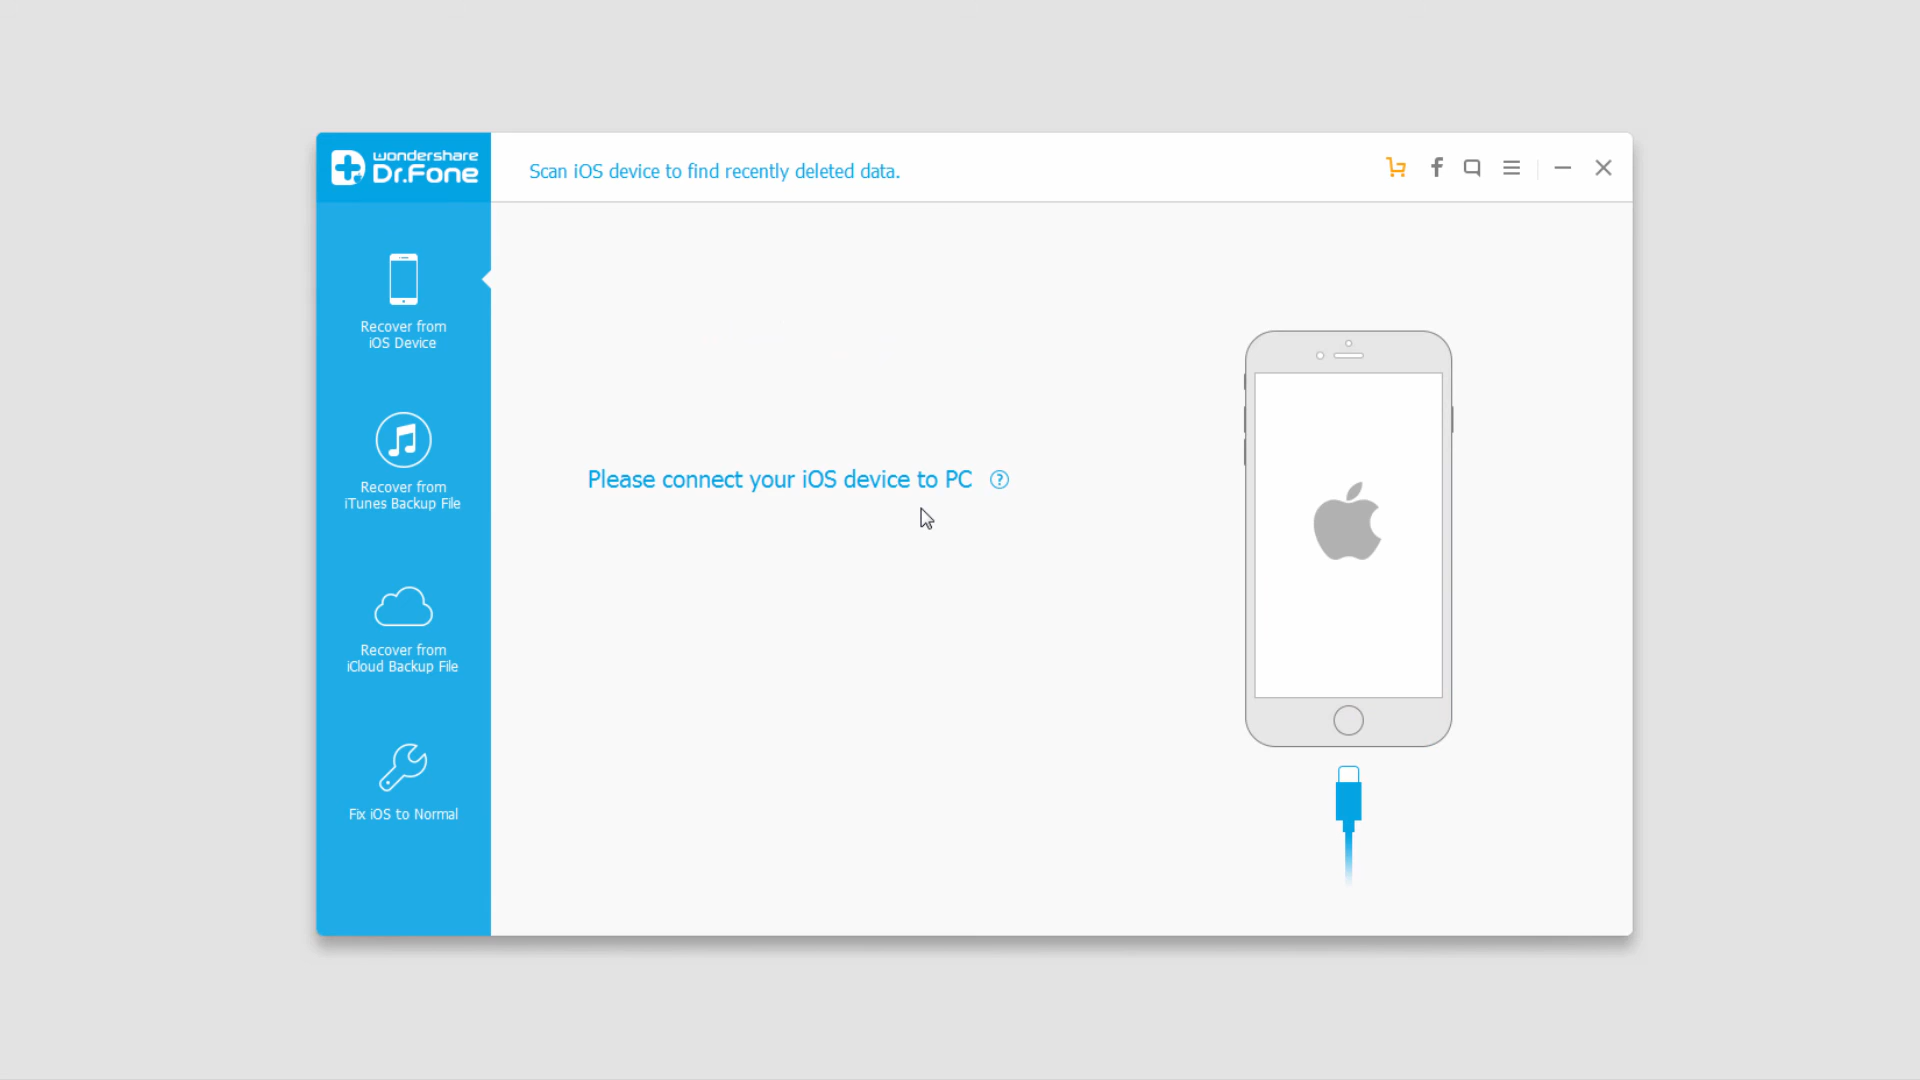 wondershare
Dr.Fone
Scan iOS device to find recently deleted data.
Recover from
iOS Device
Recover from
iTunes Backup File
Recover from
iCloud Backup File
Fix iOS to Normal
Please connect your iOS device to PC